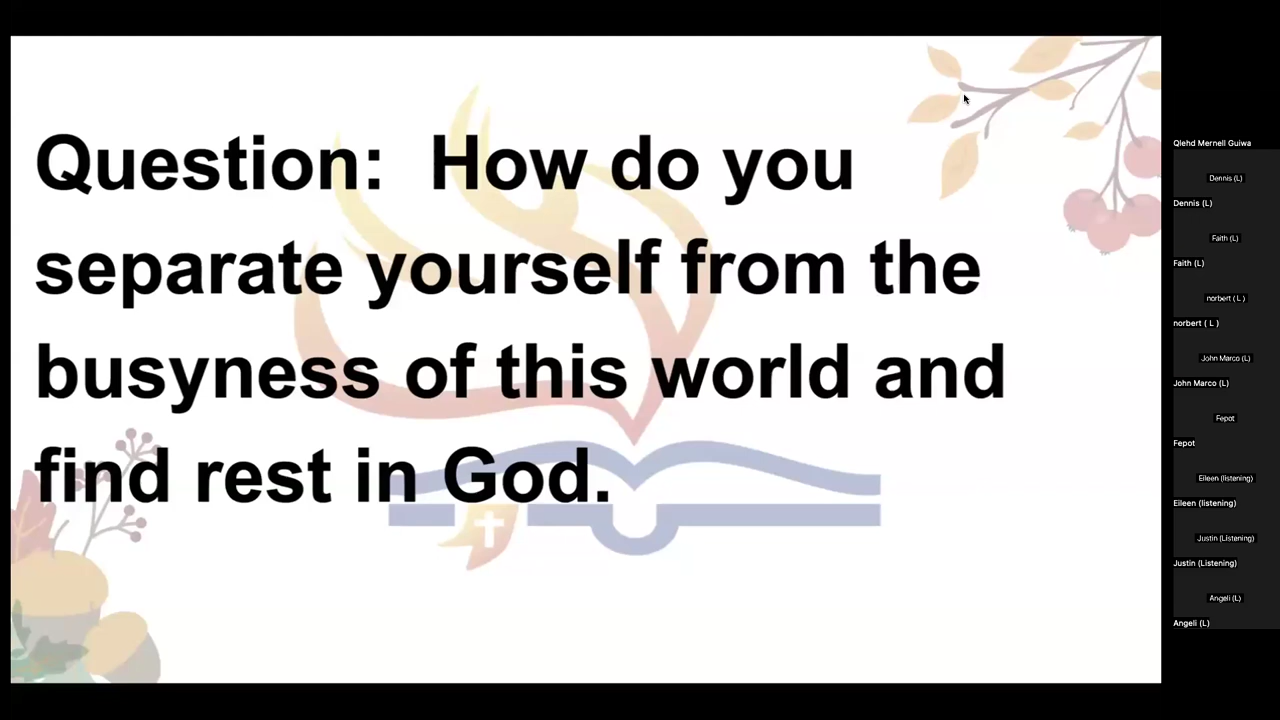 Question:  How do you
separate yourself from the
busyness of this world and
find rest in God.
Qlehd Mernell Guiwa
Dennis (L)
Dennis (L)
Faith (L)
Faith (L)
norbert ( L )
norbert ( L )
John Marco (L)
John Marco (L)
Fepot
Fepot
Eileen (listening)
Eileen (listening)
Justin (Listening)
Justin (Listening)
Angeli (L)
Angeli (L)